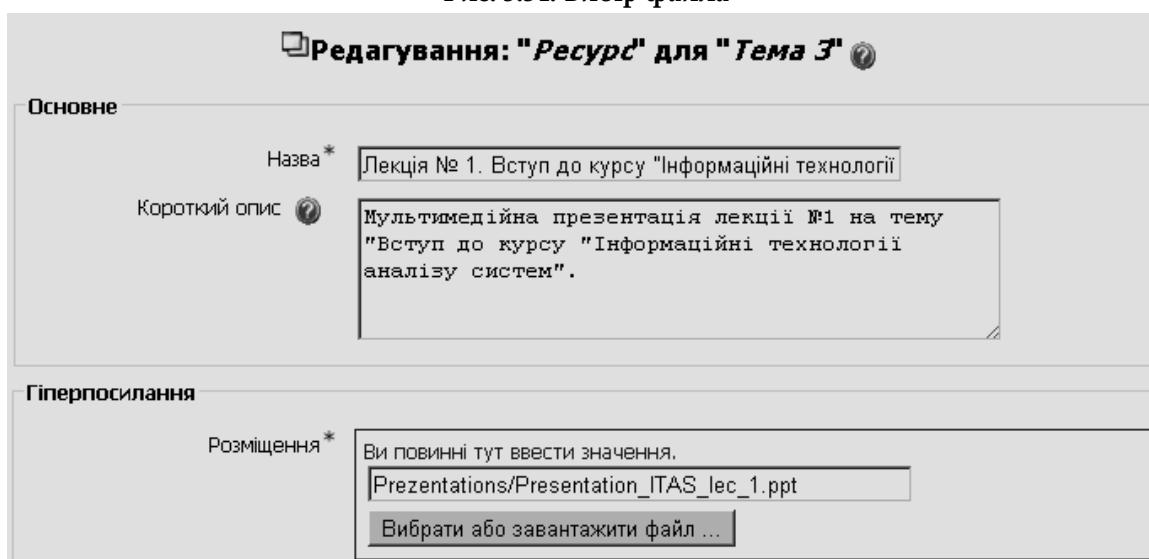 Редагування: "Ресурс" для "Тема 3"
Основне
Назва*
Лекція № 1. Вступ до курсу "Інформаційні технології
Короткий опис
Мультимедійна презентація лекції №1 на тему
"Вступ до курсу "Інформаційні технології
аналізу систем".
Гіперпосилання
Розміщення*
Ви повинні тут ввести значення.
Prezentations/Presentation_ITAS_lec_1.ppt
Вибрати або завантажити файл ...